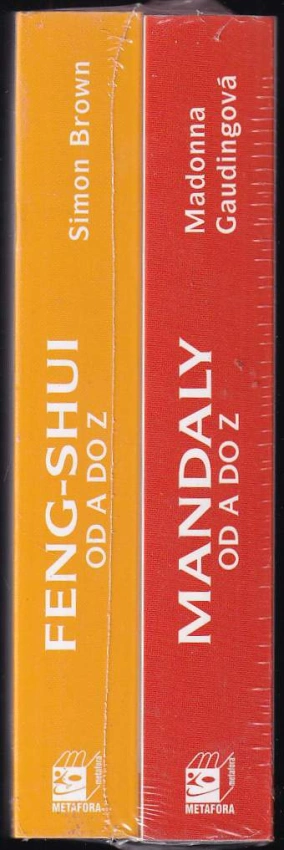 FENG-SHUI
OD A DO Z
Simon Brown
metafora
METAFORA
MANDALY
OD A DO Z
Madonna
Gaudingová
metafora
METAFORA